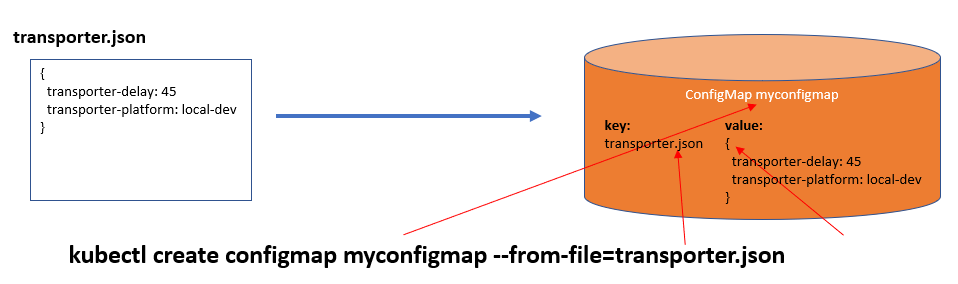 transporter.json
{
transporter-delay: 45
transporter-platform: local-dev
}
ConfigMap myconfigmap
key:
transporter.json
value:
{
transporter-delay: 45
transporter-platform: local-dev
}
kubectl create configmap myconfigmap --from-file=transporter.json